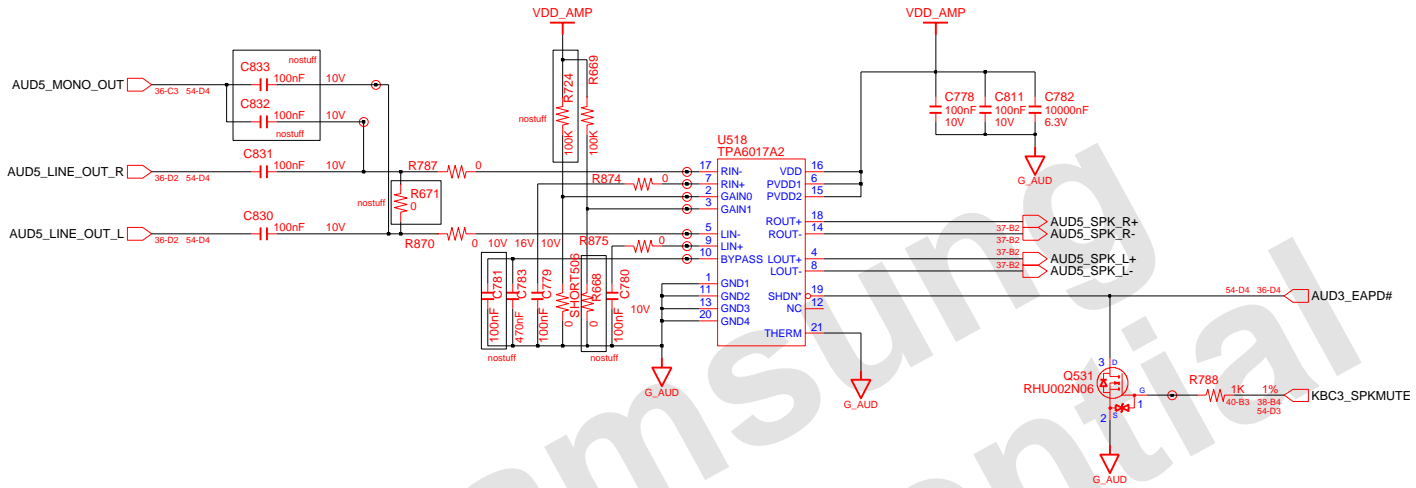 VDD_AMP
VDD_AMP
nostuff
C833
100nF 10V
AUD5_MONO_OUT
36-C3 54-D4
C832
100nF 10V
nostuff
R724
100K
nostuff
R669
100K
C778
100nF
10V
C811
100nF
10V
C782
10000nF
6.3V
G_AUD
C831
100nF 10V
AUD5_LINE_OUT_R
36-D2 54-D4
R787 0
R671
0
nostuff
C830
100nF 10V
AUD5_LINE_OUT_L
36-D2 54-D4
R870 0
R874 0
R875 0
U518
TPA6017A2
17 RIN-
7 RIN+
2 GAIN0
3 GAIN1
5 LIN-
9 LIN+
10 BYPASS
1 GND1
11 GND2
13 GND3
20 GND4
VDD 16
PVDD1 6
PVDD2 15
ROUT+ 18
ROUT- 14
LOUT+ 4
LOUT- 8
SHDN* 19
NC 12
THERM 21
10V 16V 10V
C781
100nF
nostuff
C783
470nF
C779
100nF
SHORT506
0
R668
0
nostuff
C780
100nF
10V
G_AUD
G_AUD
AUD5_SPK_R+
37-B2
AUD5_SPK_R-
37-B2
AUD5_SPK_L+
37-B2
AUD5_SPK_L-
37-B2
54-D4 36-D4
AUD3_EAPD#
3 D
Q531
RHU002N06
G
1
2 S
R788
1K 1%
40-B3 38-B4
54-D3
KBC3_SPKMUTE
G_AUD